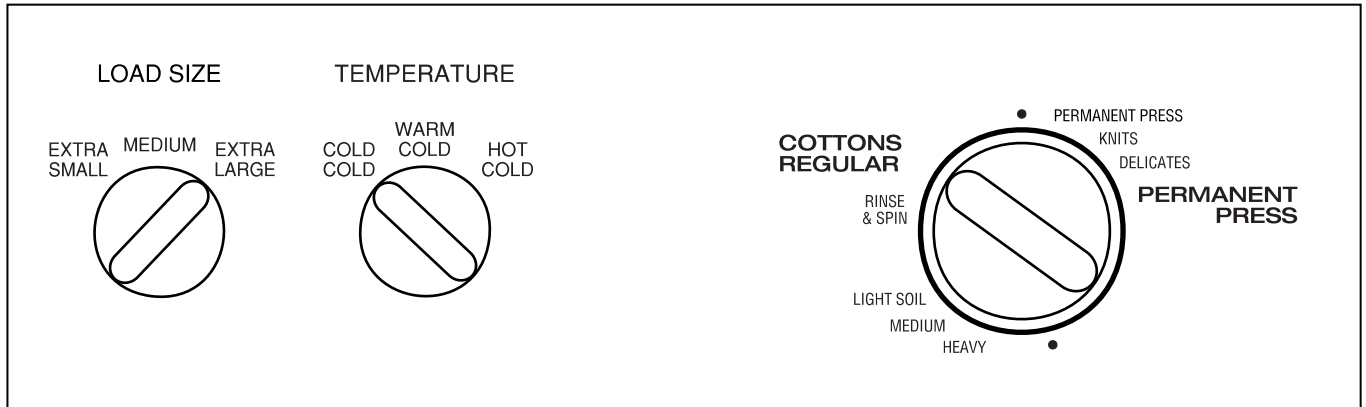 LOAD SIZE
EXTRA
SMALL
MEDIUM
EXTRA
LARGE
TEMPERATURE
COLD
COLD
WARM
COLD
HOT
COLD
COTTONS
REGULAR
RINSE
& SPIN
LIGHT SOIL
MEDIUM
HEAVY
PERMANENT PRESS
KNITS
DELICATES
PERMANENT
PRESS